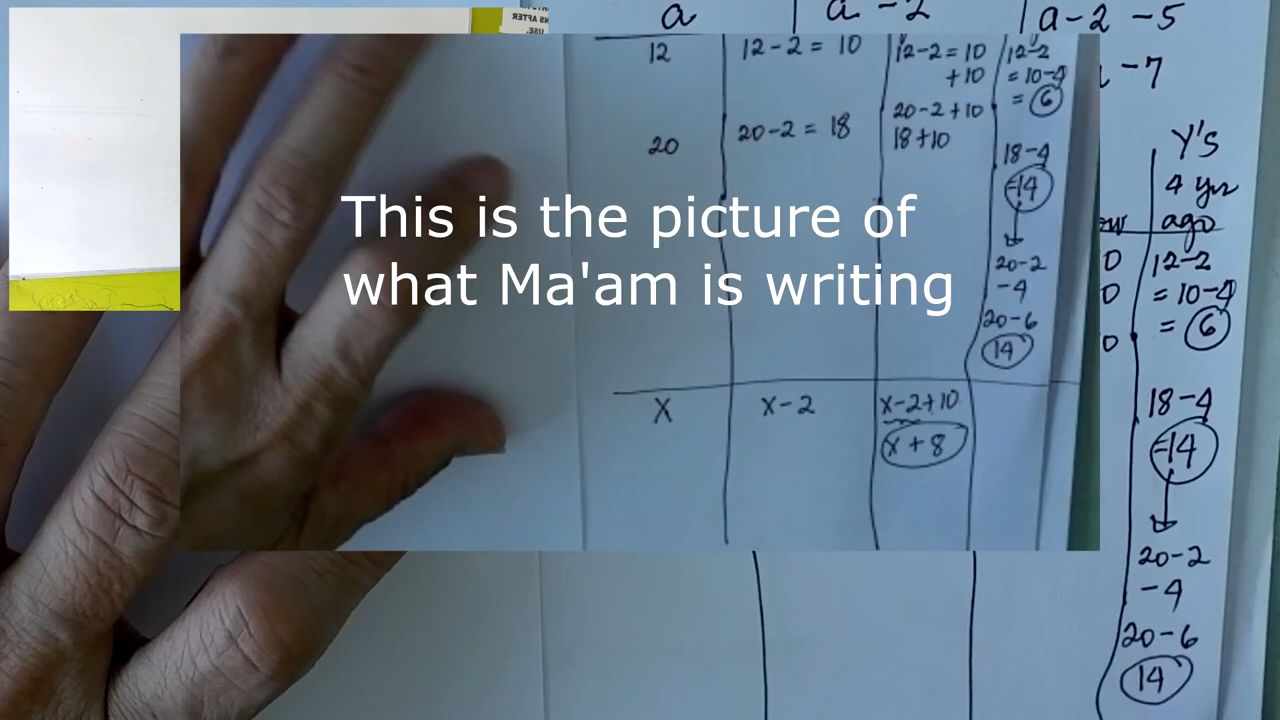 NS AFTER
USE.
a
a - 2
a - 2 - 5
- 7
12
12 - 2 = 10
12 - 2 = 10
+ 10
12 - 2
= 10 - 4
= 6
20
20 - 2 = 18
20 - 2 + 10
18 + 10
18 - 4
=14
20 - 2
- 4
20 - 6
14
x
x - 2
x - 2 + 10
x + 8
This is the picture of
what Ma'am is writing
Y's
4 yrs
ago
12 - 2
= 10 - 4
= 6
18 - 4
=14
20 - 2
- 4
20 - 6
14